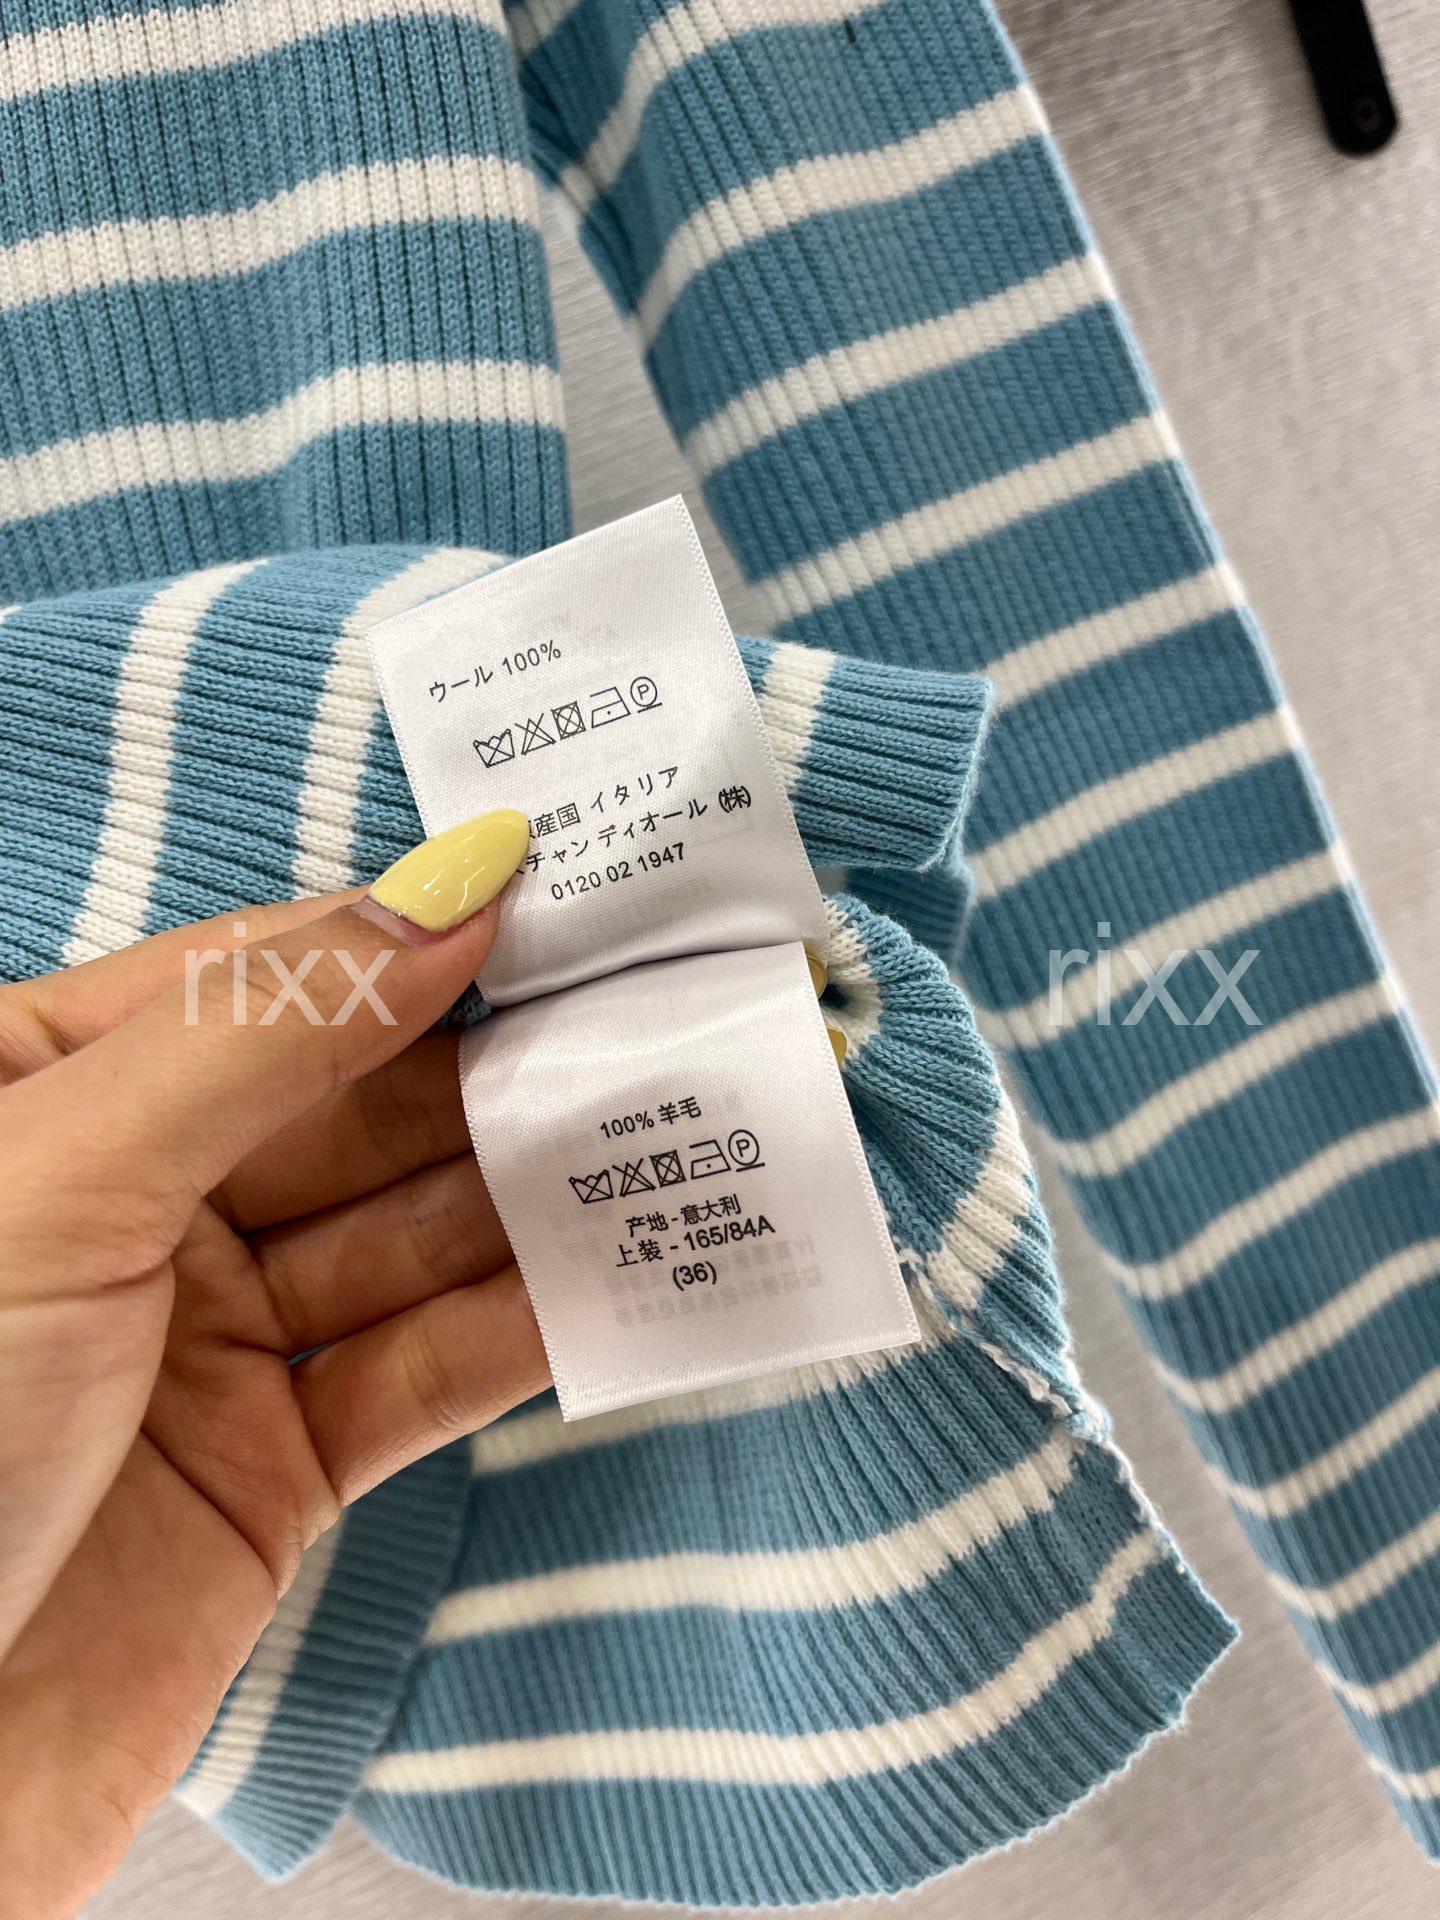 ウール 100%
産国 イタリア
チャン ディオール ㈱
0120 02 1947
rixx
rixx
100% 羊毛
产地 - 意大利
上装 - 165/84A
(36)